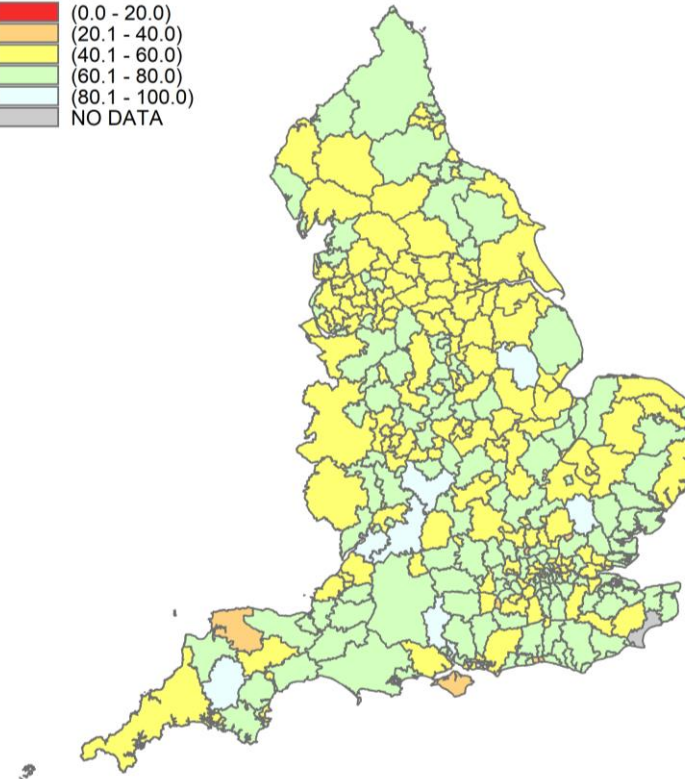 (0.0 - 20.0)
(20.1 - 40.0)
(40.1 - 60.0)
(60.1 - 80.0)
(80.1 - 100.0)
NO DATA